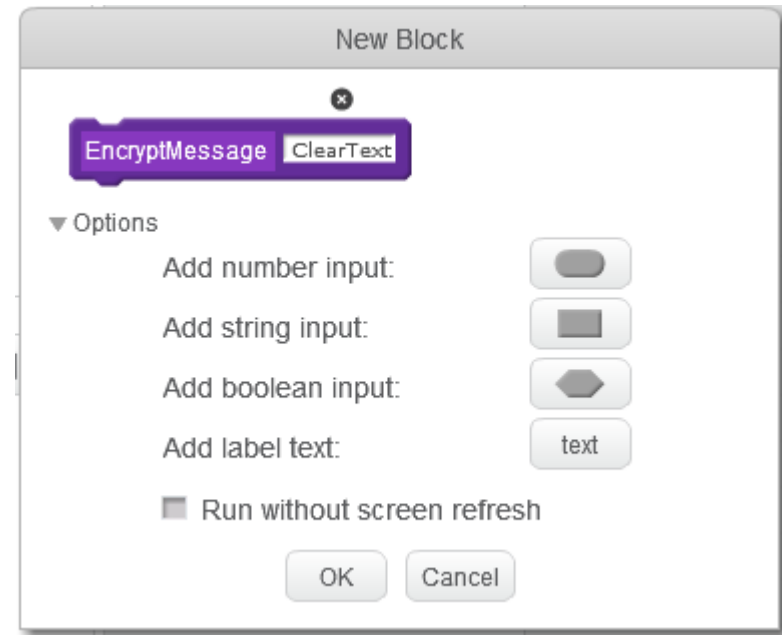 New Block
EncryptMessage ClearText
Options
Add number input:
Add string input:
Add boolean input:
Add label text: text
Run without screen refresh
OK Cancel